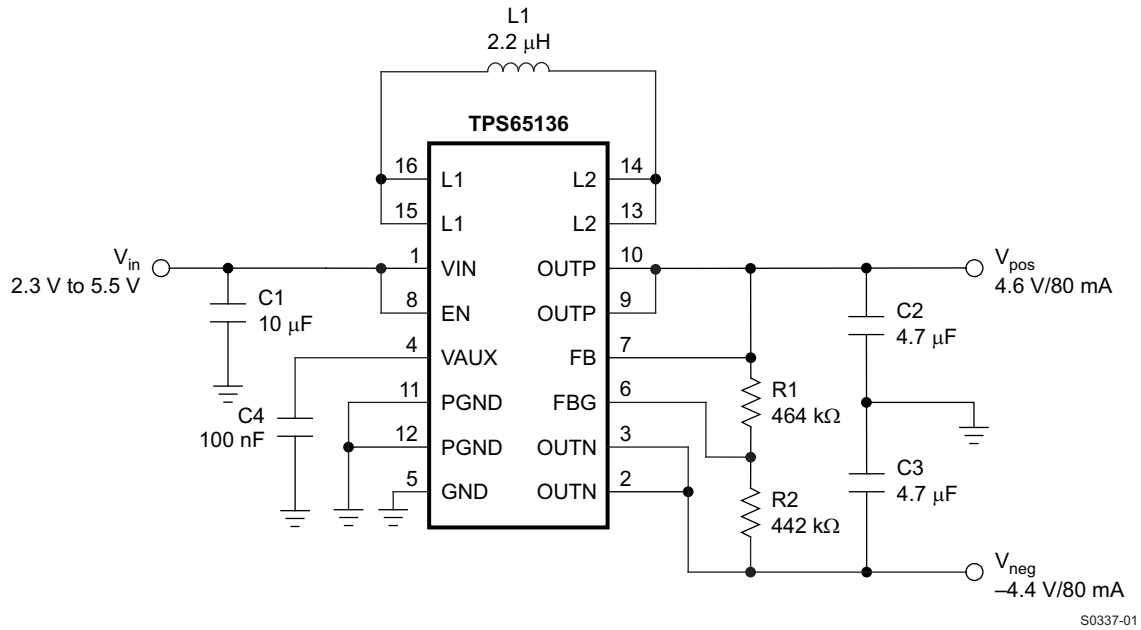 L1
2.2 μH
TPS65136
16 L1 L2 14
15 L1 L2 13
Vin
2.3 V to 5.5 V
1 VIN OUTP 10
Vpos
4.6 V/80 mA
C1
10 μF
8 EN OUTP 9
C2
4.7 μF
4 VAUX FB 7
C4
100 nF
11 PGND FBG 6
R1
464 kΩ
12 PGND OUTN 3
5 GND OUTN 2
R2
442 kΩ
C3
4.7 μF
Vneg
–4.4 V/80 mA
S0337-01